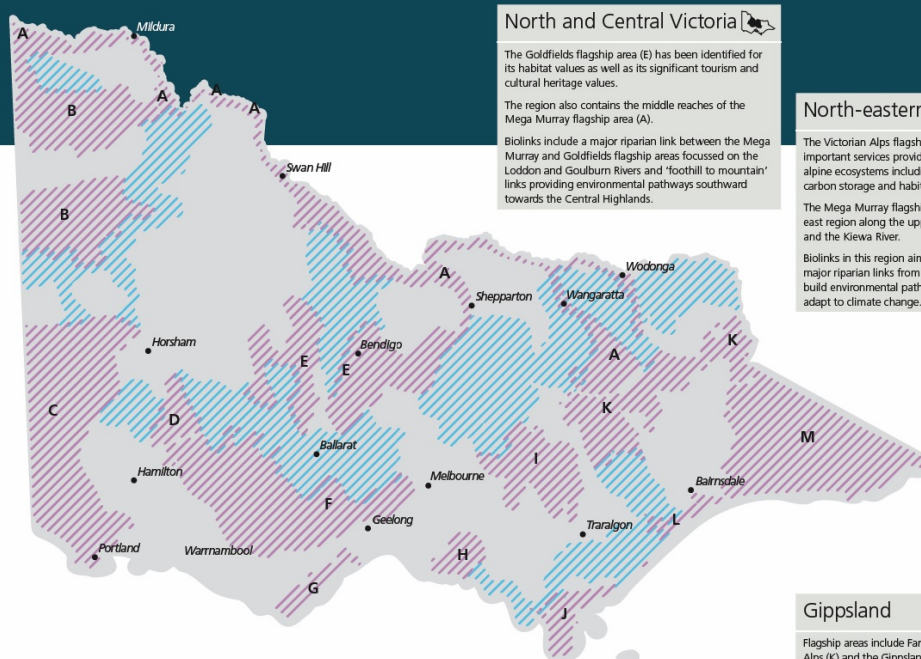 North and Central Victoria
The Goldfields flagship area (E) has been identified for
its habitat values as well as its significant tourism and
cultural heritage values.
The region also contains the middle reaches of the
Mega Murray flagship area (A).
Biolinks include a major riparian link between the Mega
Murray and Goldfields flagship areas focussed on the
Loddon and Goulburn Rivers and 'foothill to mountain'
links providing environmental pathways southward
towards the Central Highlands.
North-eastern
The Victorian Alps flagsh
important services provid
alpine ecosystems includi
carbon storage and habit
The Mega Murray flagshi
east region along the upp
and the Kiewa River.
Biolinks in this region aim
major riparian links from
build environmental path
adapt to climate change.
A
Mildura
B
A
A
A
Swan Hill
B
A
Wodonga
Shepparton
Wangaratta
Horsham
E
Bendigo
E
A
K
C
D
K
M
Ballarat
Hamilton
Melbourne
I
Bairnsdale
F
Geelong
Traralgon
L
Portland
Warrnambool
H
G
J
Gippsland
Flagship areas include Far
Alps (K) and the Gippslan